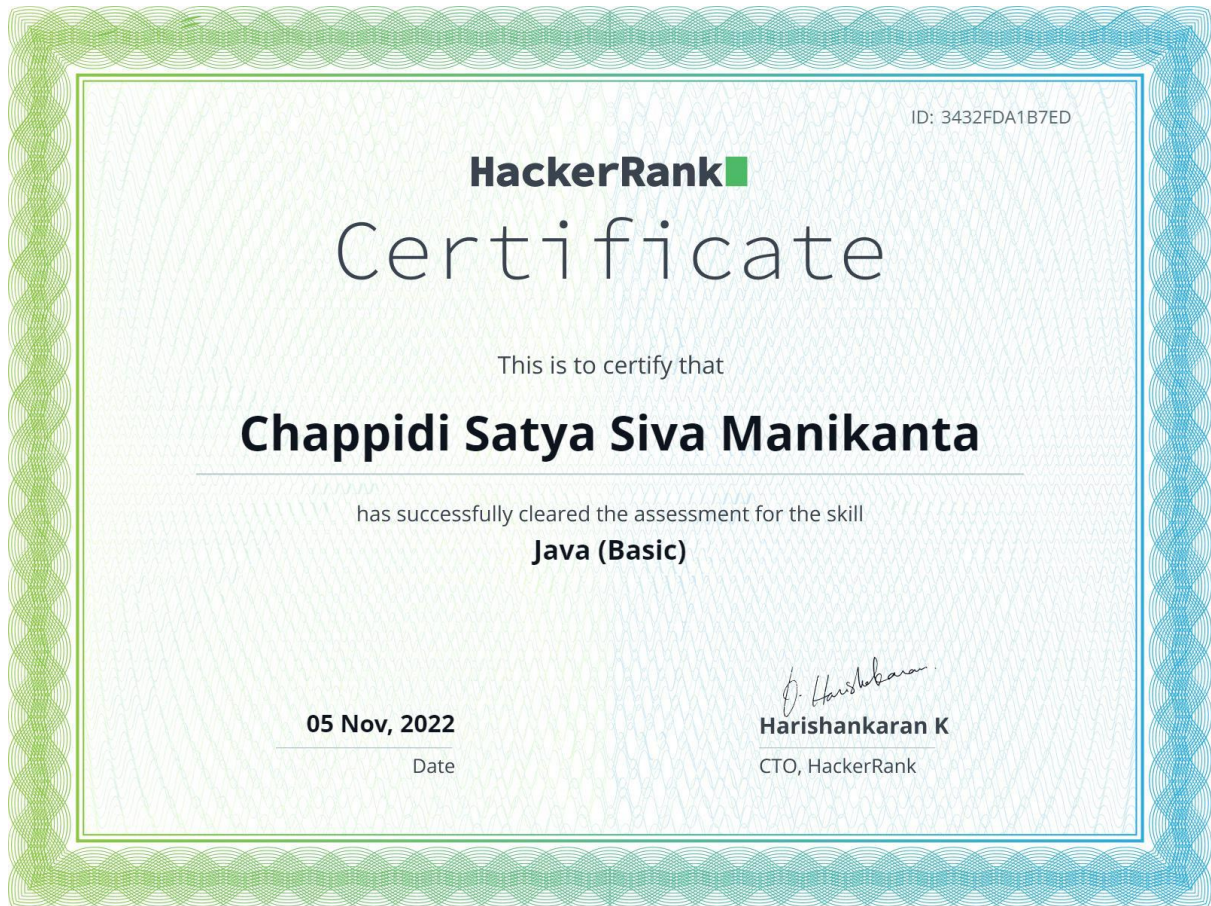 ID: 3432FDA1B7ED
HackerRank
Certificate
This is to certify that
Chappidi Satya Siva Manikanta
has successfully cleared the assessment for the skill
Java (Basic)
05 Nov, 2022
Date
Harishankaran K
CTO, HackerRank